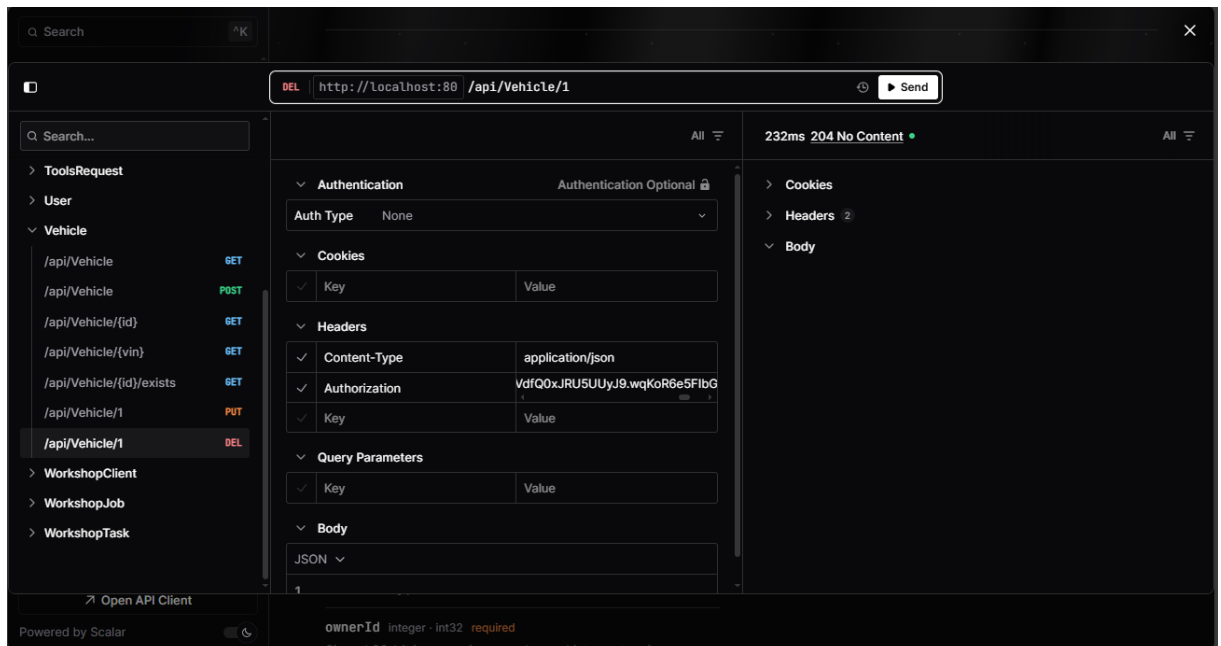 Search ^K
DEL http://localhost:80 /api/Vehicle/1 Send
Search...
ToolsRequest
User
Vehicle
/api/Vehicle GET
/api/Vehicle POST
/api/Vehicle/{id} GET
/api/Vehicle/{vin} GET
/api/Vehicle/{id}/exists GET
/api/Vehicle/1 PUT
/api/Vehicle/1 DEL
WorkshopClient
WorkshopJob
WorkshopTask
Open API Client
Powered by Scalar
All
Authentication Authentication Optional
Auth Type None
Cookies
Key Value
Headers
Content-Type application/json
Authorization VdfQ0xJRU5UUyJ9.wqKoR6e5FIbG
Key Value
Query Parameters
Key Value
Body
JSON
1
ownerId integer · int32 required
232ms 204 No Content All
Cookies
Headers 2
Body